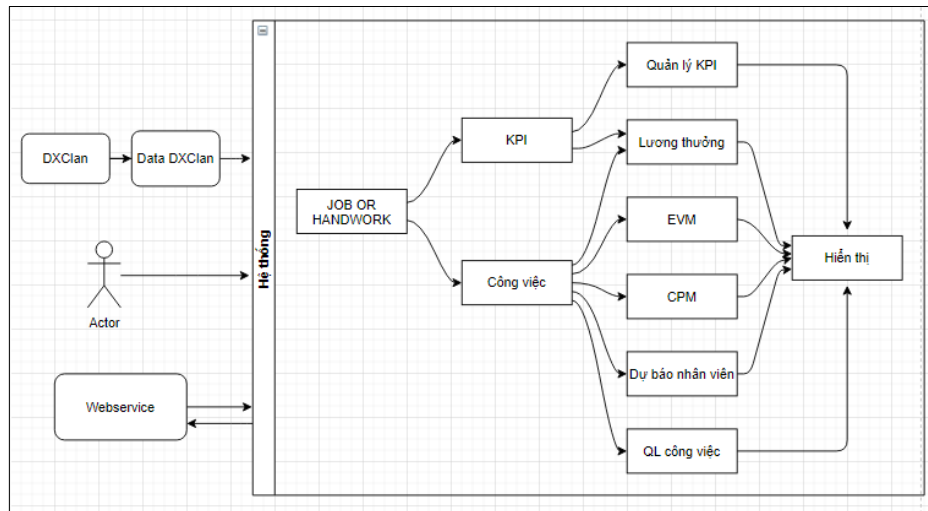 DXClan
Data DXClan
Actor
Webservice
Hệ thống
JOB OR
HANDWORK
KPI
Công việc
Quản lý KPI
Lương thưởng
EVM
CPM
Dự báo nhân viên
QL công việc
Hiển thị